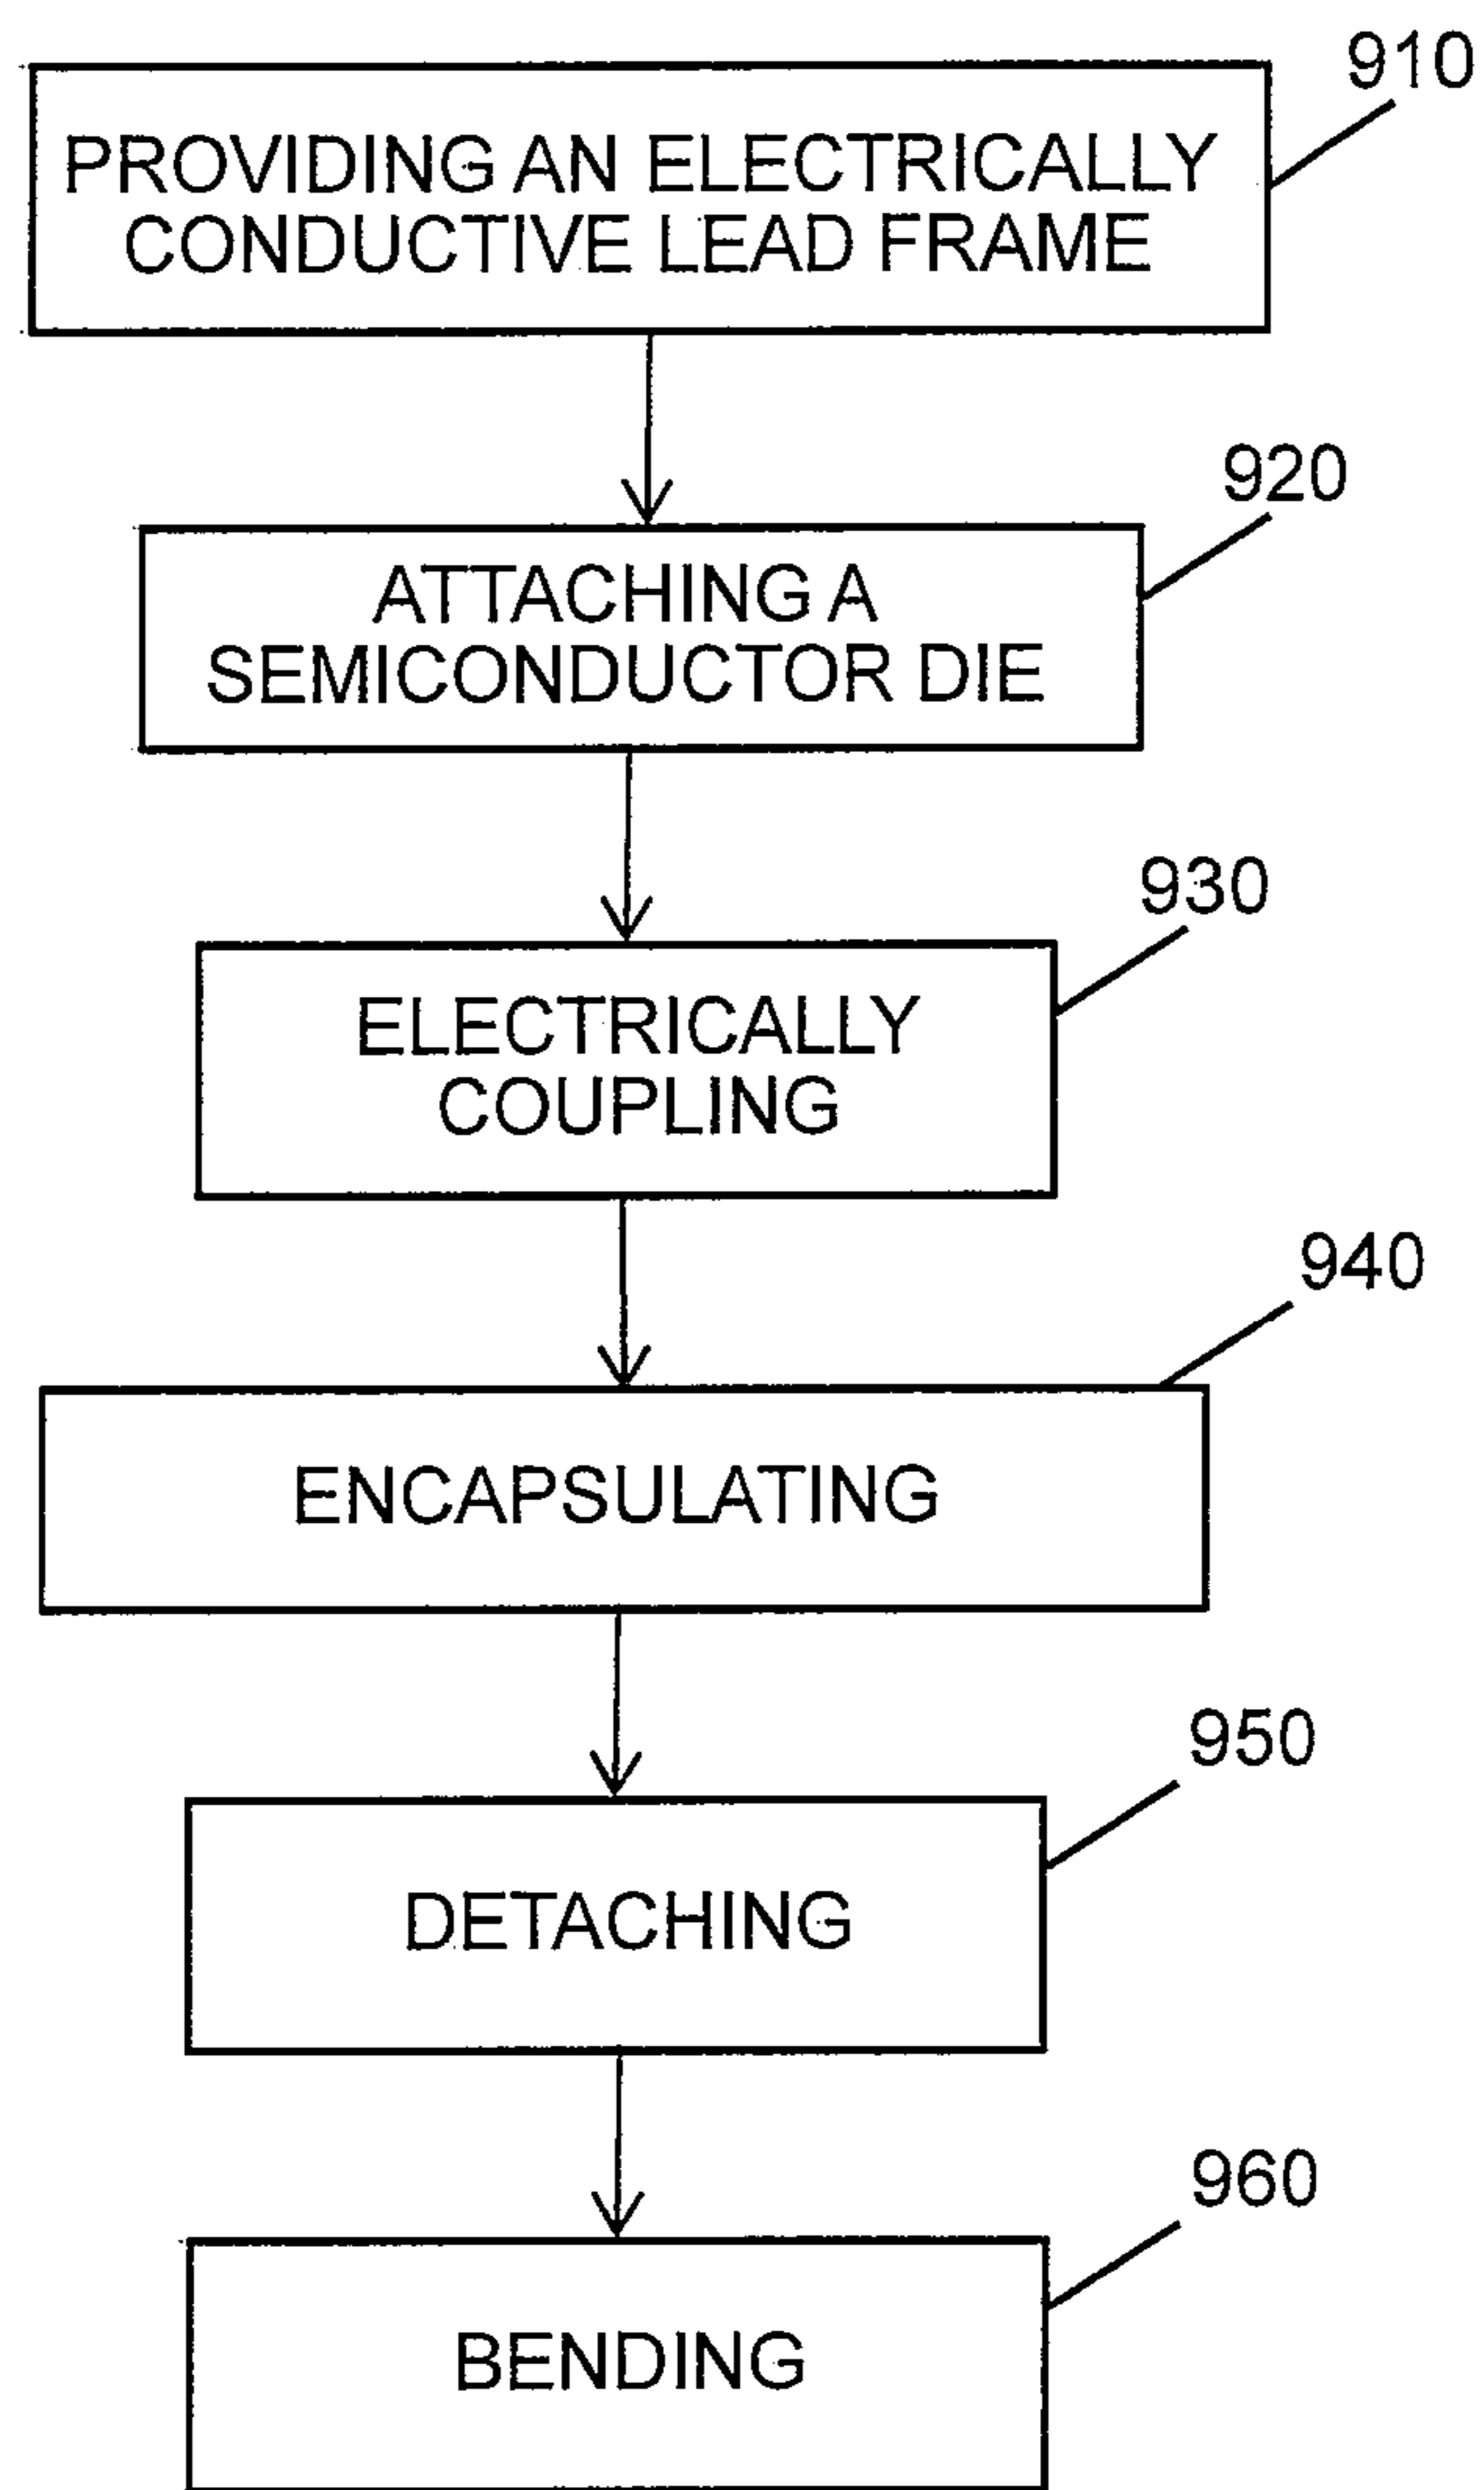 910
PROVIDING AN ELECTRICALLY
CONDUCTIVE LEAD FRAME
920
ATTACHING A
SEMICONDUCTOR DIE
930
ELECTRICALLY
COUPLING
940
ENCAPSULATING
950
DETACHING
960
BENDING